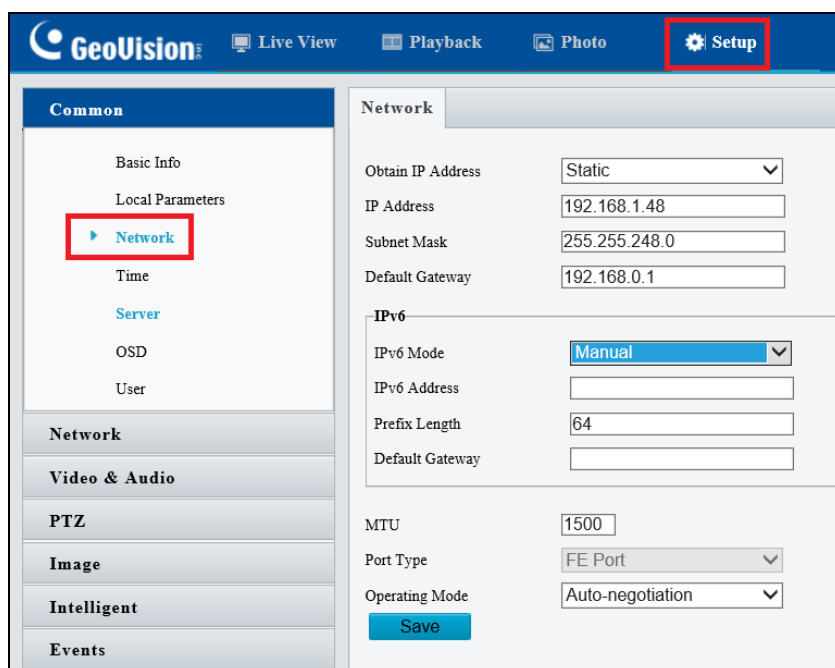 GeoVision Live View Playback Photo Setup
Common
Basic Info
Local Parameters
Network
Time
Server
OSD
User
Network
Video & Audio
PTZ
Image
Intelligent
Events
Network
Obtain IP Address Static
IP Address 192.168.1.48
Subnet Mask 255.255.248.0
Default Gateway 192.168.0.1
IPv6
IPv6 Mode Manual
IPv6 Address
Prefix Length 64
Default Gateway
MTU 1500
Port Type FE Port
Operating Mode Auto-negotiation
Save